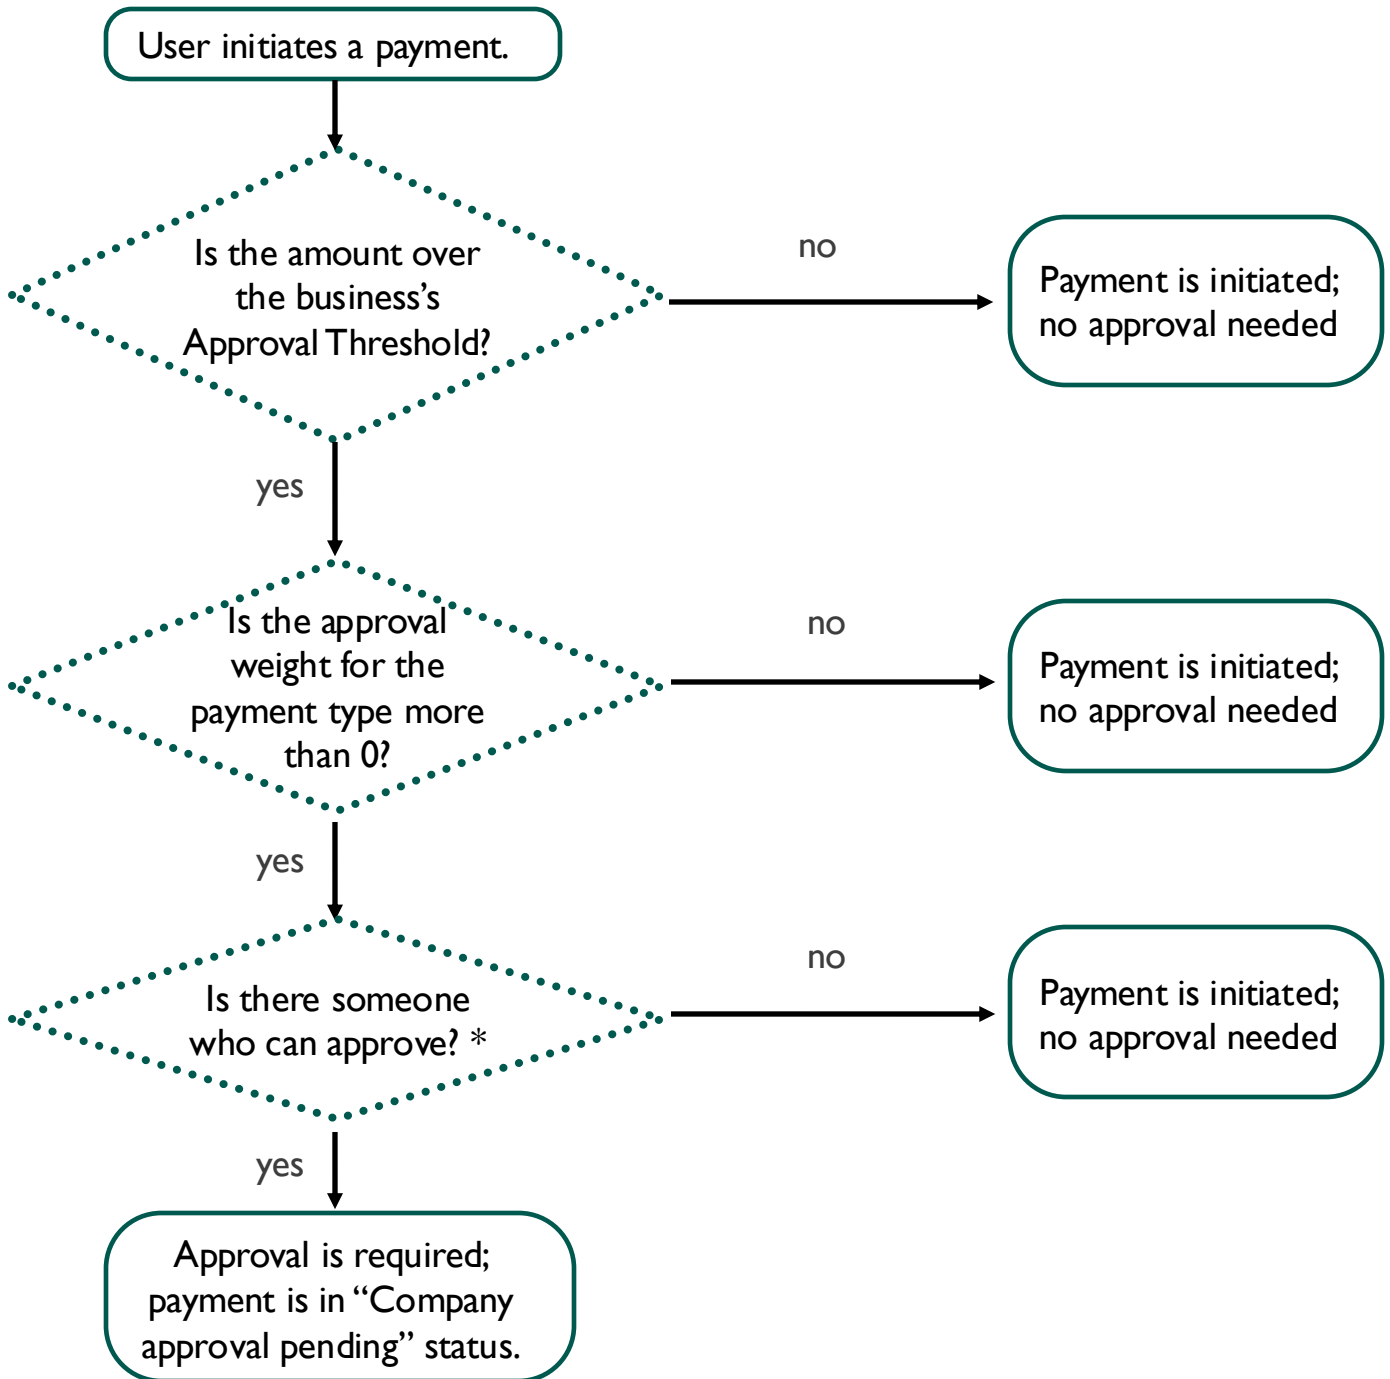 User initiates a payment.
Is the amount over
the business’s
Approval Threshold?
no
Payment is initiated;
no approval needed
yes
Is the approval
weight for the
payment type more
than 0?
no
Payment is initiated;
no approval needed
yes
Is there someone
who can approve? *
no
Payment is initiated;
no approval needed
yes
Approval is required;
payment is in “Company
approval pending” status.